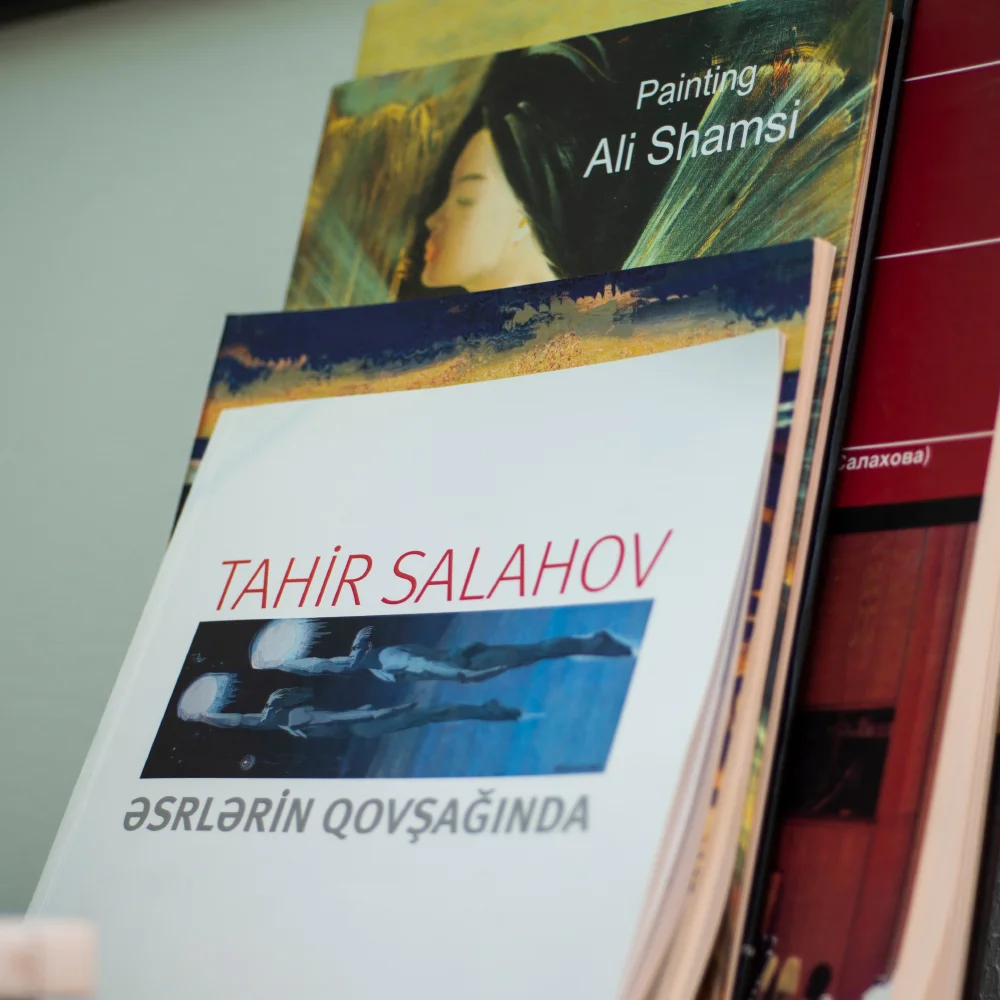 Painting
Ali Shamsi
TAHİR SALAHOV
ƏSRLƏRİN QOVŞAĞINDA
Салахова)